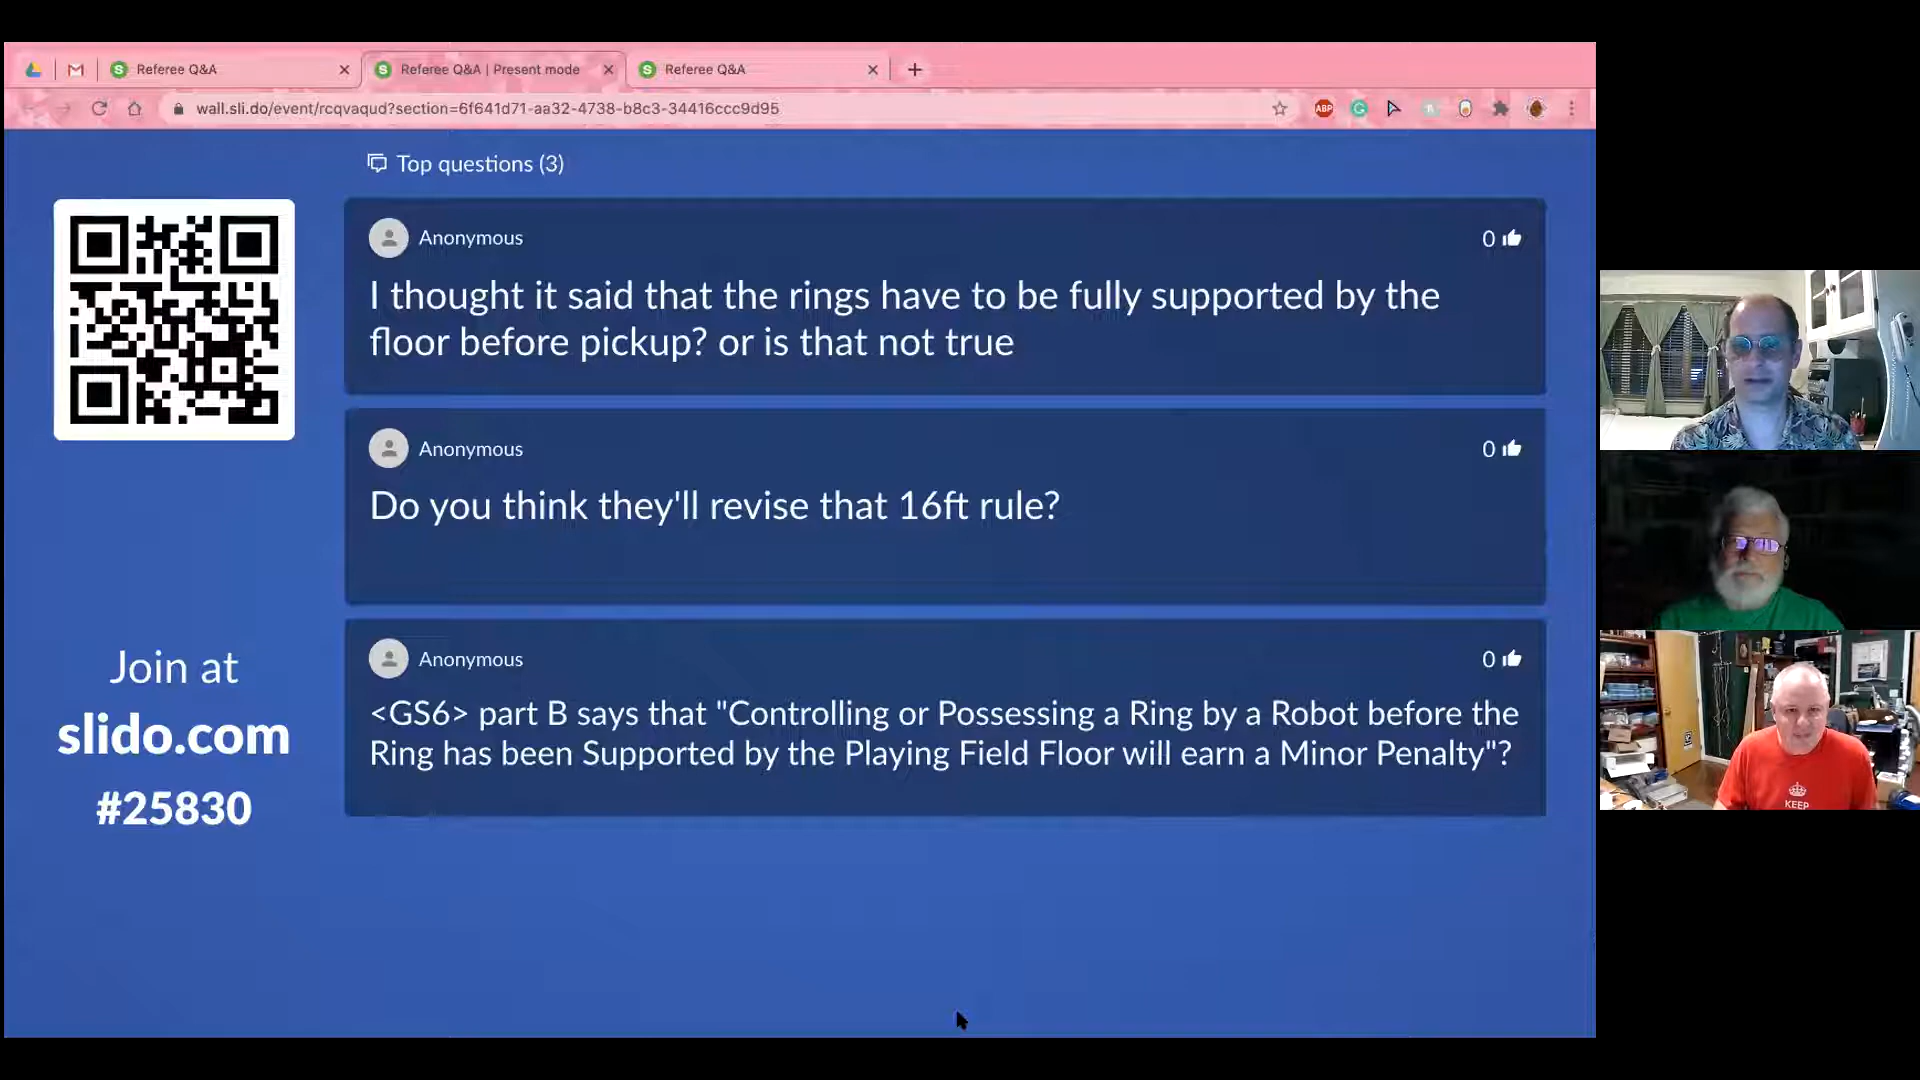 Referee Q&A
Referee Q&A | Present mode
Referee Q&A
wall.sli.do/event/rcqvaqud?section=6f641d71-aa32-4738-b8c3-34416ccc9d95
ABP
Top questions (3)
Anonymous
0
I thought it said that the rings have to be fully supported by the
floor before pickup? or is that not true
Anonymous
0
Do you think they'll revise that 16ft rule?
Anonymous
0
<GS6> part B says that "Controlling or Possessing a Ring by a Robot before the
Ring has been Supported by the Playing Field Floor will earn a Minor Penalty"?
Join at
slido.com
#25830
KEEP